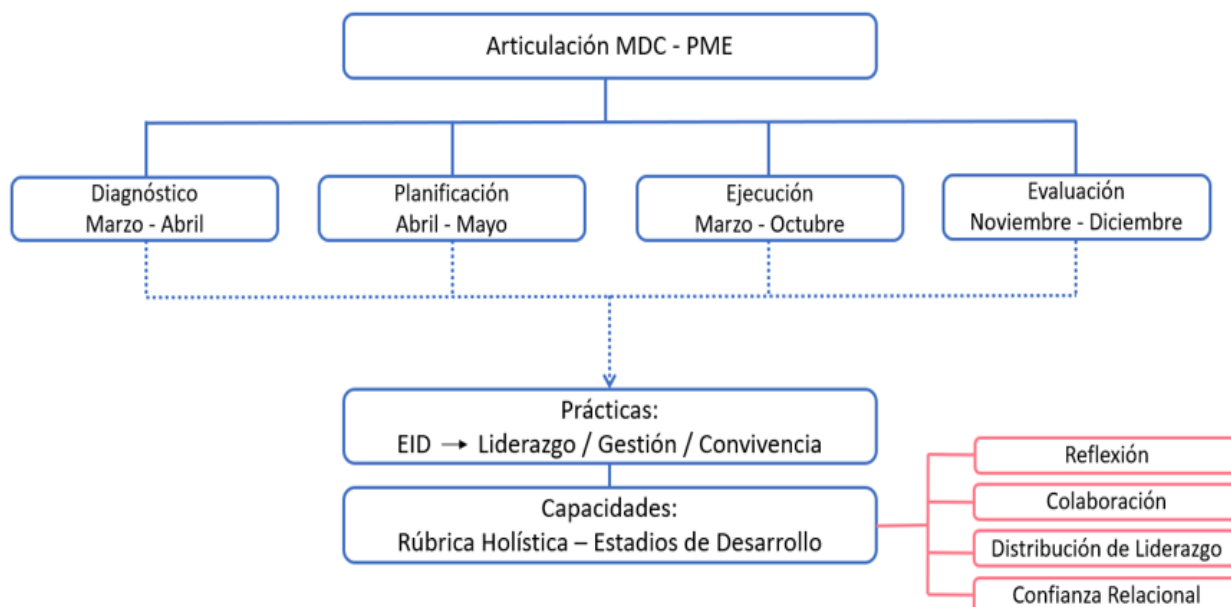 Articulación MDC - PME
Diagnóstico
Marzo - Abril
Planificación
Abril - Mayo
Ejecución
Marzo - Octubre
Evaluación
Noviembre - Diciembre
Prácticas:
EID → Liderazgo / Gestión / Convivencia
Capacidades:
Rúbrica Holística – Estadios de Desarrollo
Reflexión
Colaboración
Distribución de Liderazgo
Confianza Relacional